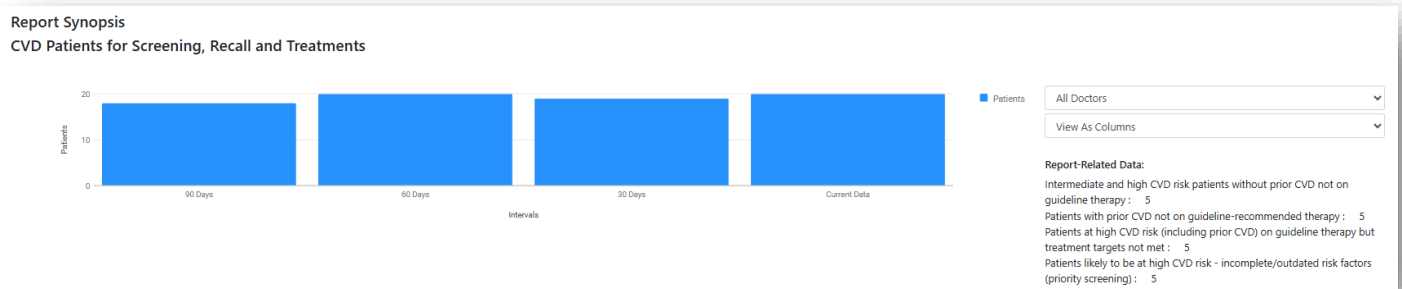 Report Synopsis
CVD Patients for Screening, Recall and Treatments
20
10
0
Patients
90 Days
60 Days
30 Days
Current Data
Intervals
Patients
All Doctors
View As Columns
Report-Related Data:
Intermediate and high CVD risk patients without prior CVD not on
guideline therapy : 5
Patients with prior CVD not on guideline-recommended therapy : 5
Patients at high CVD risk (including prior CVD) on guideline therapy but
treatment targets not met : 5
Patients likely to be at high CVD risk - incomplete/outdated risk factors
(priority screening) : 5